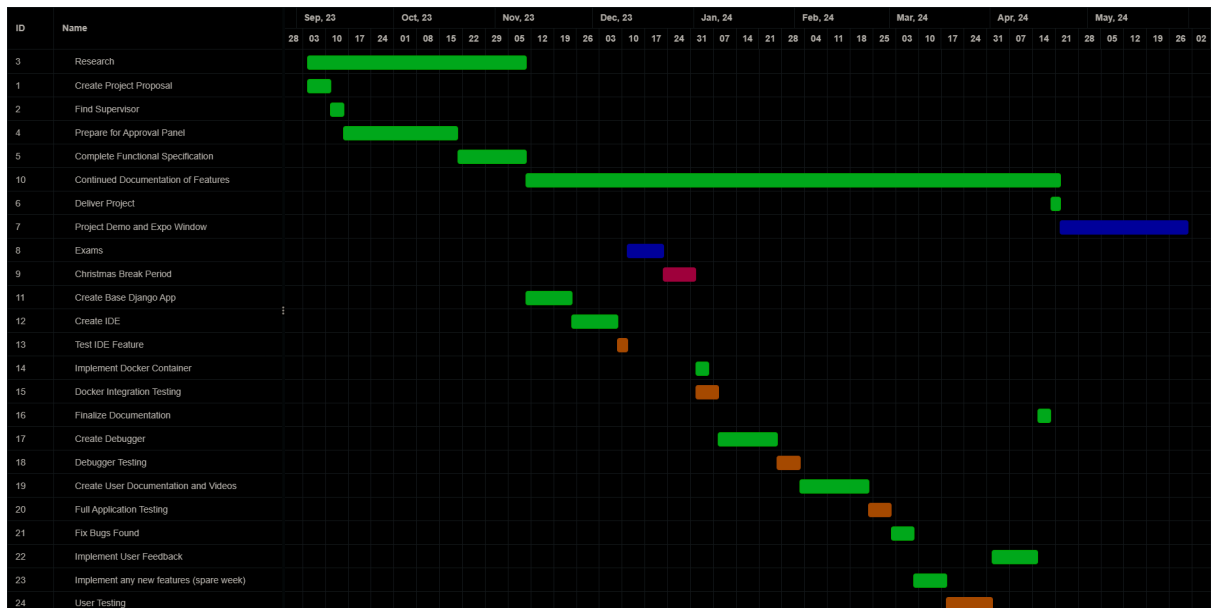 ID Name Sep, 23 Oct, 23 Nov, 23 Dec, 23 Jan, 24 Feb, 24 Mar, 24 Apr, 24 May, 24
28 03 10 17 24 01 08 15 22 29 05 12 19 26 03 10 17 24 31 07 14 21 28 04 11 18 25 03 10 17 24 31 07 14 21 28 05 12 19 26 02
3 Research
1 Create Project Proposal
2 Find Supervisor
4 Prepare for Approval Panel
5 Complete Functional Specification
10 Continued Documentation of Features
6 Deliver Project
7 Project Demo and Expo Window
8 Exams
9 Christmas Break Period
11 Create Base Django App
12 Create IDE
13 Test IDE Feature
14 Implement Docker Container
15 Docker Integration Testing
16 Finalize Documentation
17 Create Debugger
18 Debugger Testing
19 Create User Documentation and Videos
20 Full Application Testing
21 Fix Bugs Found
22 Implement User Feedback
23 Implement any new features (spare week)
24 User Testing